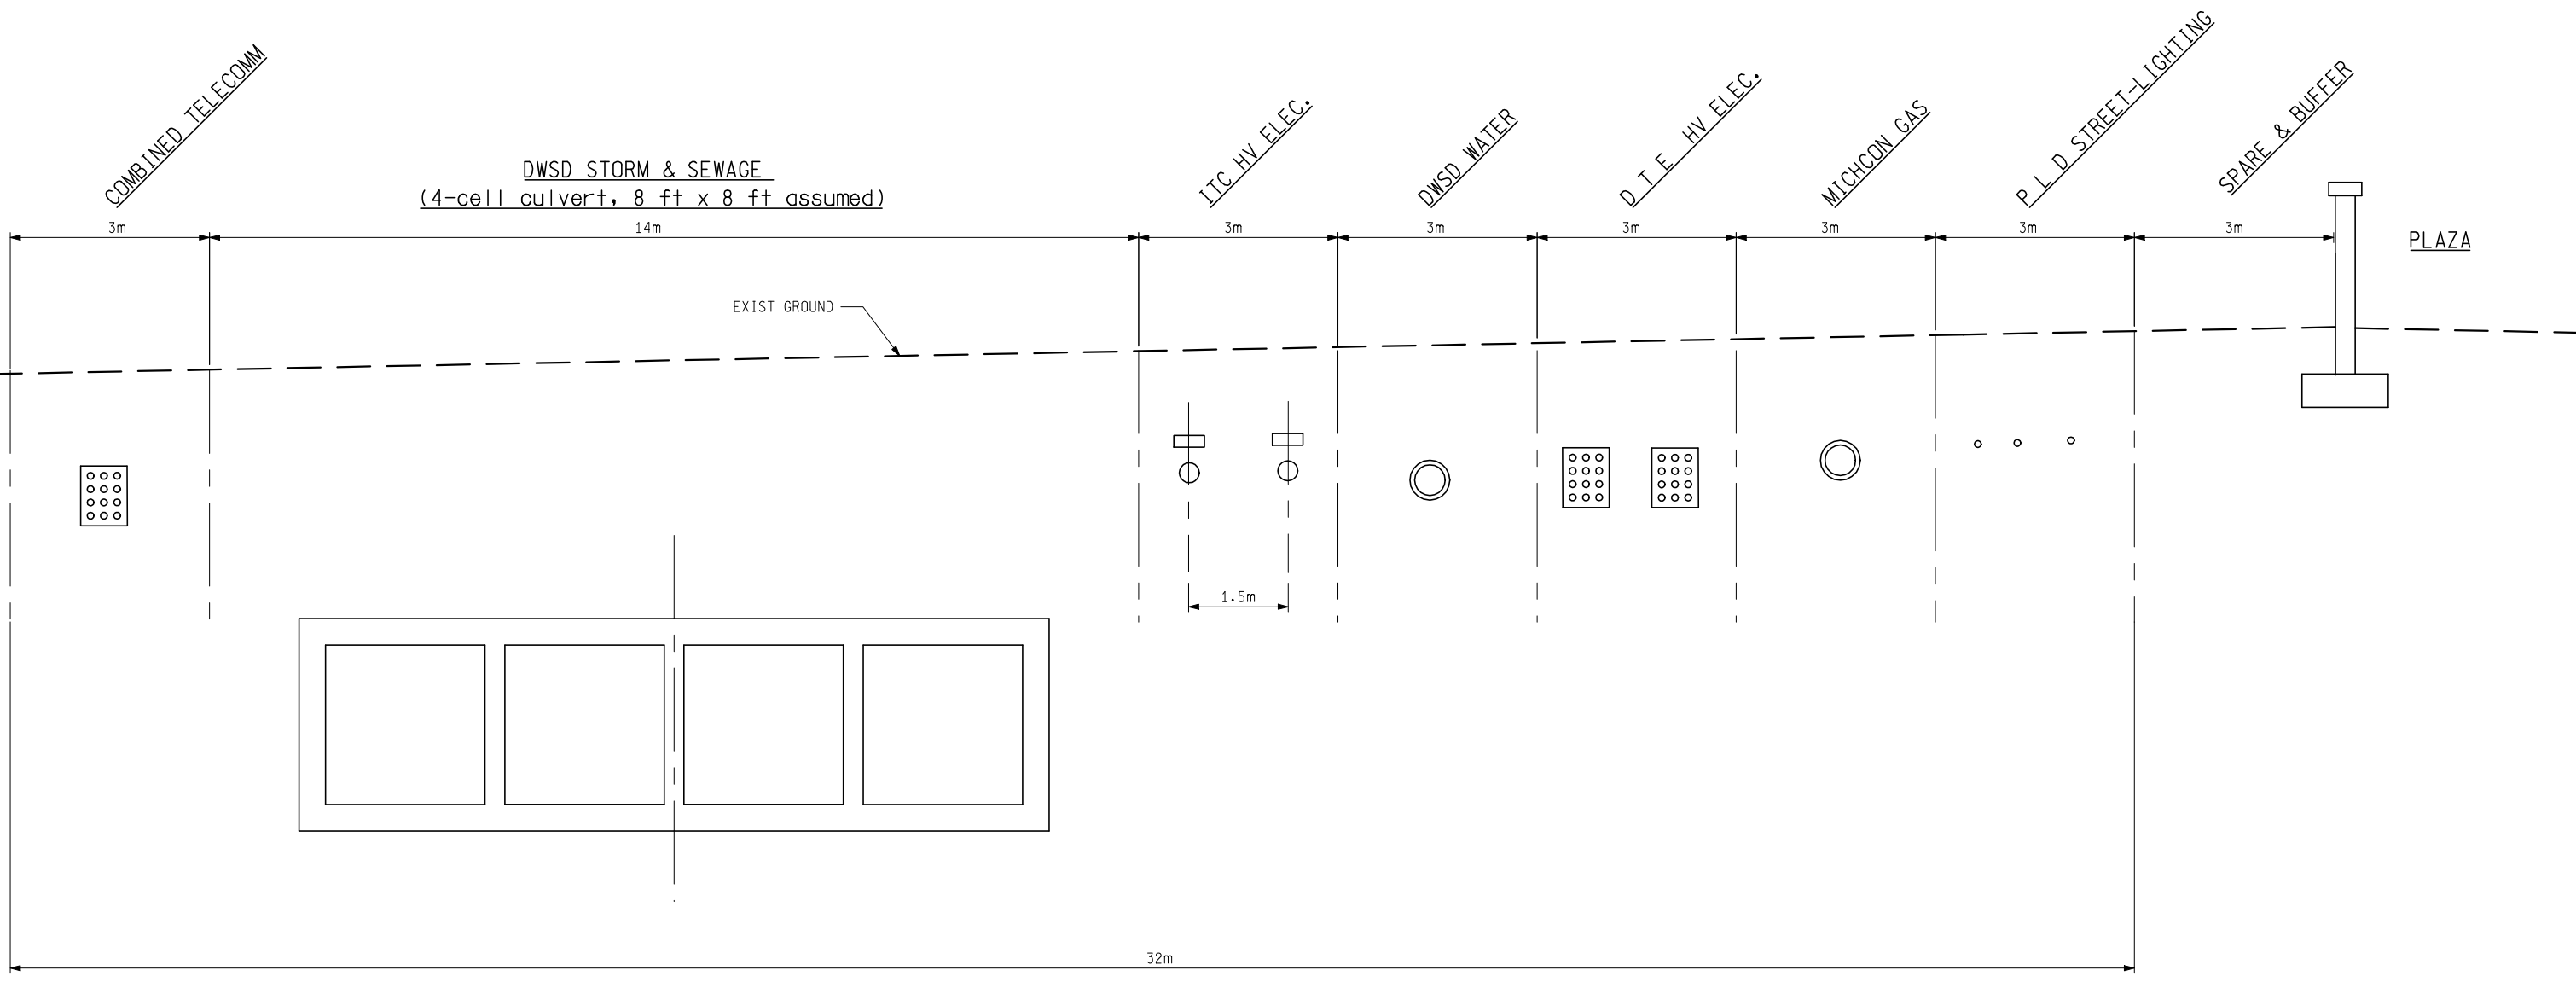 COMBINED TELECOMM
DWSD STORM & SEWAGE
(4-cell culvert, 8 ft x 8 ft assumed)
ITC HV ELEC.
DWSD WATER
D T E HV ELEC.
MICHCON GAS
P L D STREET-LIGHTING
SPARE & BUFFER
3m
14m
3m
3m
3m
3m
3m
3m
PLAZA
EXIST GROUND
1.5m
32m